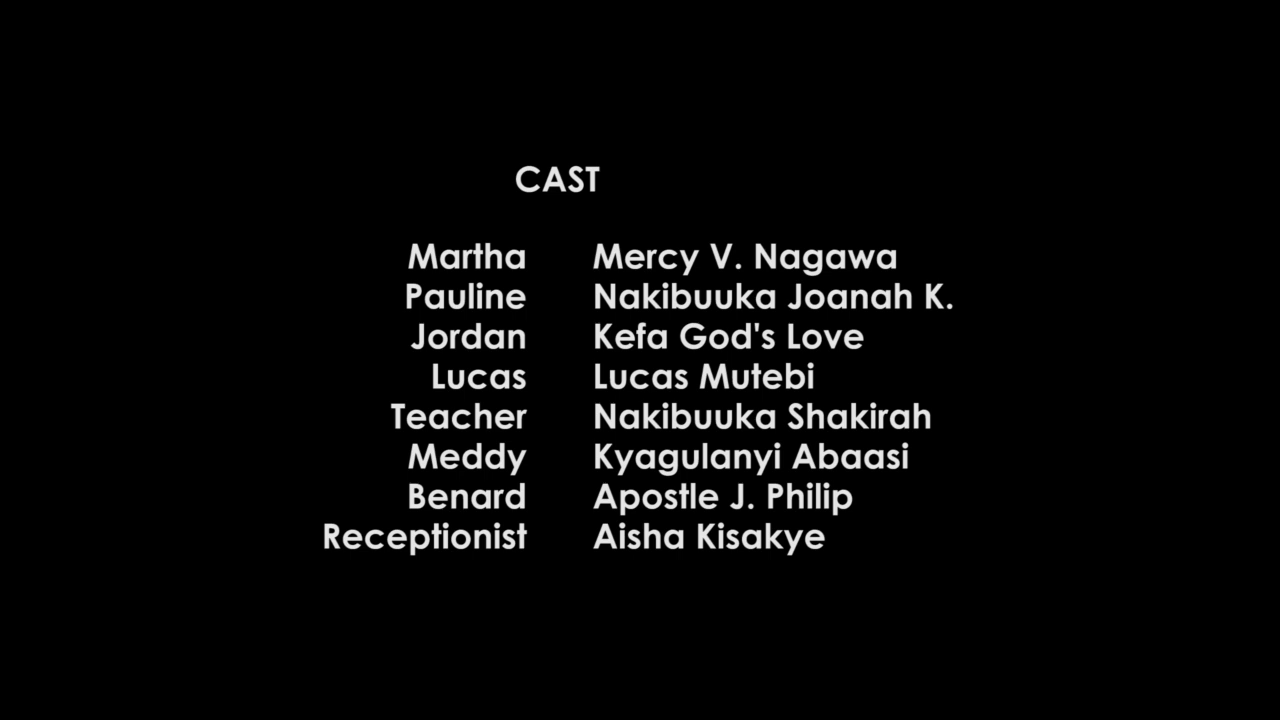 CAST
Martha Mercy V. Nagawa
Pauline Nakibuuka Joanah K.
Jordan Kefa God's Love
Lucas Lucas Mutebi
Teacher Nakibuuka Shakirah
Meddy Kyagulanyi Abaasi
Benard Apostle J. Philip
Receptionist Aisha Kisakye